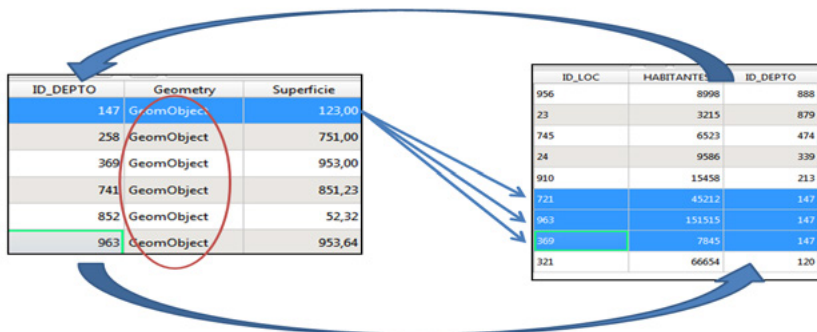 ID_DEPTO Geometry Superficie
147 GeomObject 123,00
258 GeomObject 751,00
369 GeomObject 953,00
741 GeomObject 851,23
852 GeomObject 52,32
963 GeomObject 953,64
ID_LOC HABITANTES ID_DEPTO
956 8998 888
23 3215 879
745 6523 474
24 9586 339
910 15458 213
721 45212 147
963 151515 147
369 7845 147
321 66654 120